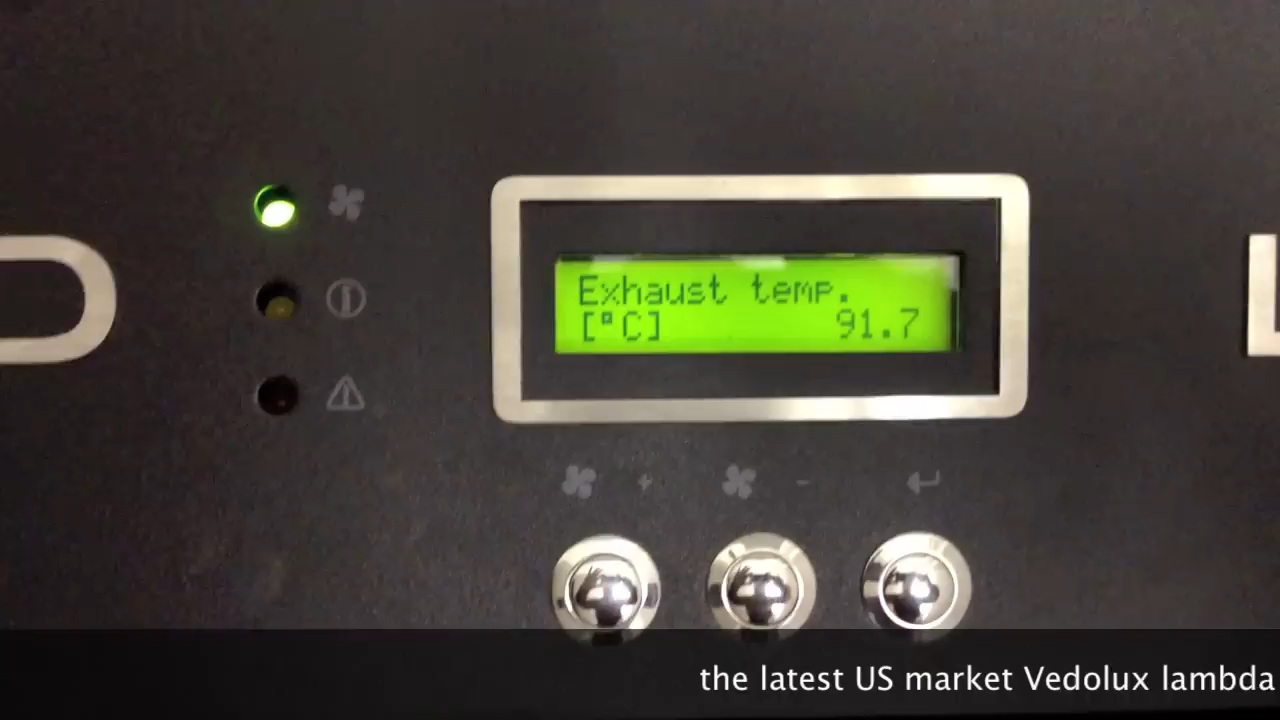 Exhaust temp.
[°C] 91.7
+ -
the latest US market Vedolux lambda